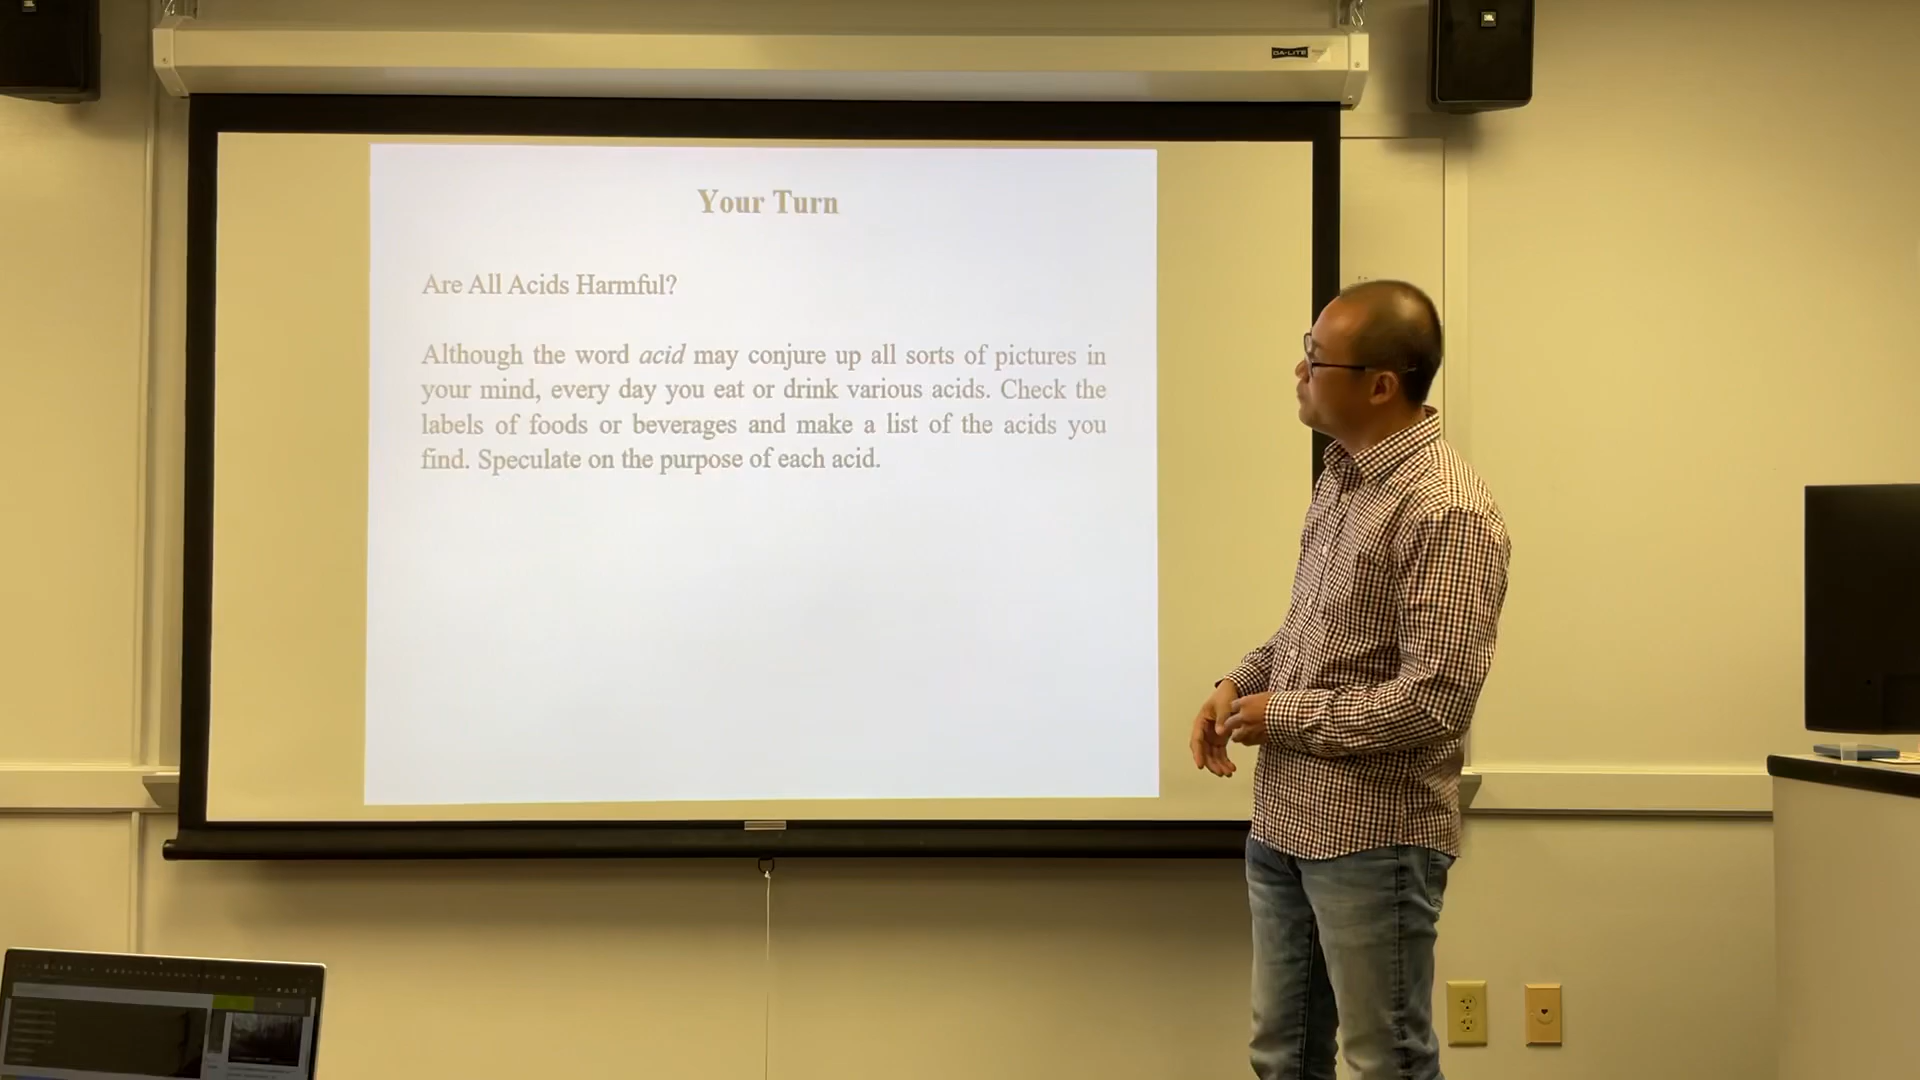 DA-LITE
Your Turn
Are All Acids Harmful?
Although the word acid may conjure up all sorts of pictures in
your mind, every day you eat or drink various acids. Check the
labels of foods or beverages and make a list of the acids you
find. Speculate on the purpose of each acid.